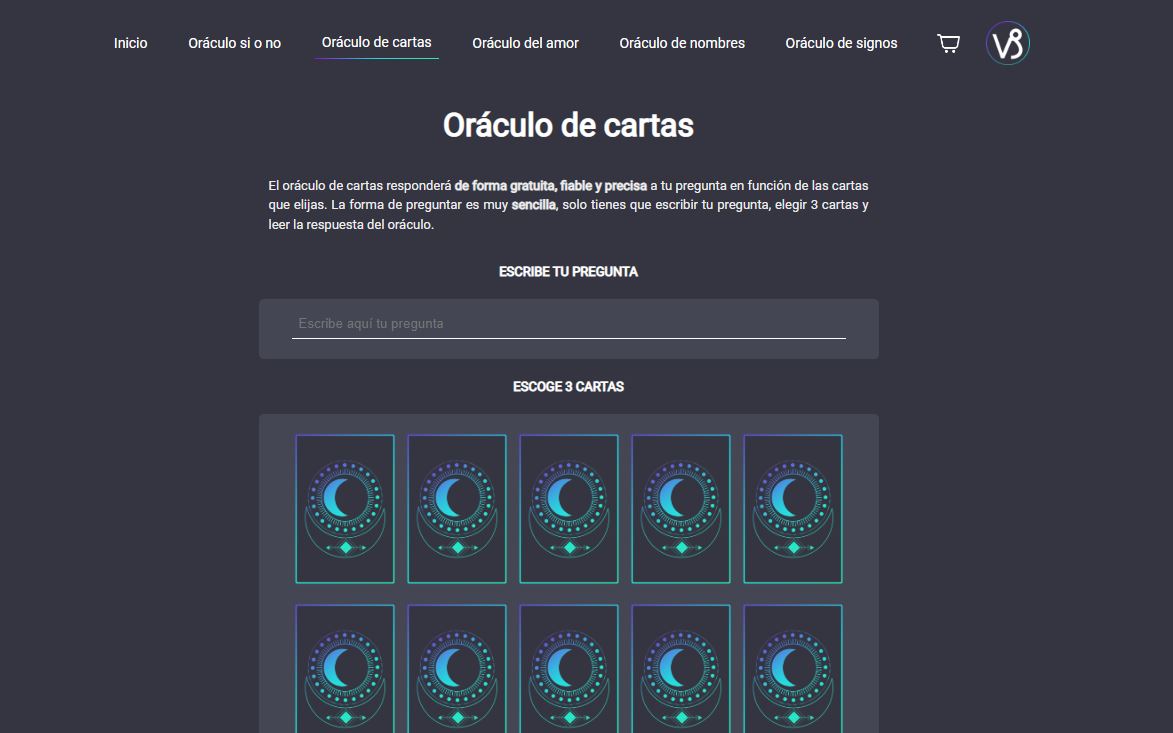 Inicio Oráculo si o no Oráculo de cartas Oráculo del amor Oráculo de nombres Oráculo de signos
Oráculo de cartas
El oráculo de cartas responderá de forma gratuita, fiable y precisa a tu pregunta en función de las cartas
que elijas. La forma de preguntar es muy sencilla, solo tienes que escribir tu pregunta, elegir 3 cartas y
leer la respuesta del oráculo.
ESCRIBE TU PREGUNTA
Escribe aquí tu pregunta
ESCOGE 3 CARTAS